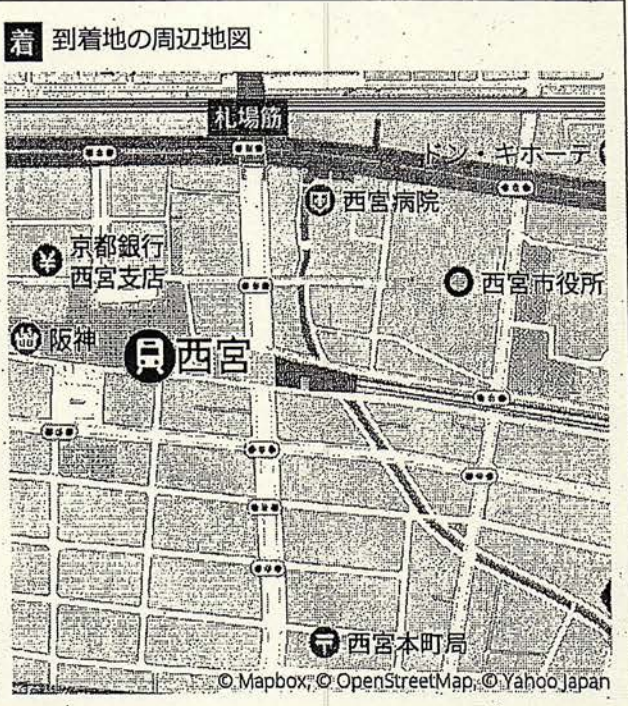 着 到着地の周辺地図
札場筋
ドン・キホーテ
西宮病院
京都銀行
西宮支店
西宮市役所
阪神
西宮
西宮本町局
© Mapbox, © OpenStreetMap, © Yahoo Japan